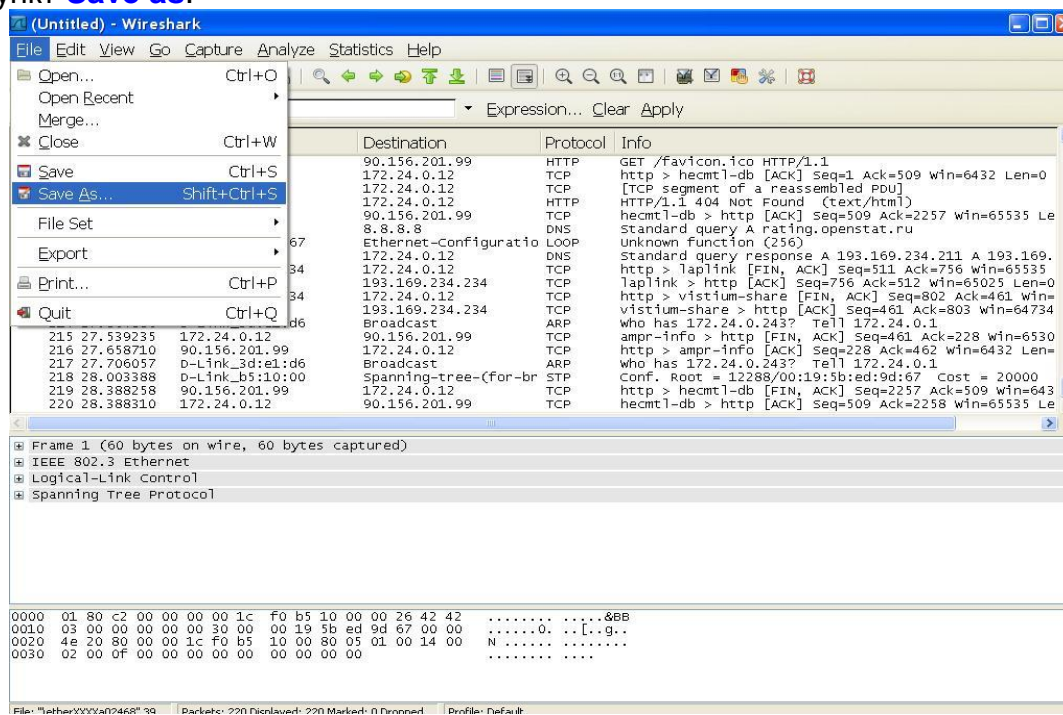 Save as.
(Untitled) - Wireshark
File Edit View Go Capture Analyze Statistics Help
Open... Ctrl+O
Open Recent
Merge...
Close Ctrl+W
Save Ctrl+S
Save As... Shift+Ctrl+S
File Set
Export
Print... Ctrl+P
Quit Ctrl+Q
Expression... Clear Apply
Destination Protocol Info
90.156.201.99 HTTP GET /favicon.ico HTTP/1.1
172.24.0.12 TCP http > hecmtl-db [ACK] Seq=1 Ack=509 Win=6432 Len=0
172.24.0.12 TCP [TCP segment of a reassembled PDU]
172.24.0.12 HTTP HTTP/1.1 404 Not Found (text/html)
90.156.201.99 TCP hecmtl-db > http [ACK] Seq=509 Ack=2257 Win=65535 Le
8.8.8.8 DNS Standard query A rating.openstat.ru
67 Ethernet-Configuratio LOOP Unknown function (256)
172.24.0.12 DNS Standard query response A 193.169.234.211 A 193.169.
34 172.24.0.12 TCP http > laplink [FIN, ACK] Seq=511 Ack=756 Win=65535
193.169.234.234 TCP laplink > http [ACK] Seq=756 Ack=512 Win=65025 Len=0
34 172.24.0.12 TCP http > vistium-share [FIN, ACK] Seq=802 Ack=461 Win=
193.169.234.234 TCP vistium-share > http [ACK] Seq=461 Ack=803 Win=64734
d6 Broadcast ARP Who has 172.24.0.243? Tell 172.24.0.1
215 27.539235 172.24.0.12 90.156.201.99 TCP ampr-info > http [FIN, ACK] Seq=461 Ack=228 Win=6530
216 27.658710 90.156.201.99 172.24.0.12 TCP http > ampr-info [ACK] Seq=228 Ack=462 Win=6432 Len=
217 27.706057 D-Link_3d:e1:d6 Broadcast ARP Who has 172.24.0.243? Tell 172.24.0.1
218 28.003388 D-Link_b5:10:00 Spanning-tree-(for-br STP Conf. Root = 12288/00:19:5b:ed:9d:67 Cost = 20000
219 28.388258 90.156.201.99 172.24.0.12 TCP http > hecmtl-db [FIN, ACK] Seq=2257 Ack=509 Win=643
220 28.388310 172.24.0.12 90.156.201.99 TCP hecmtl-db > http [ACK] Seq=509 Ack=2258 Win=65535 Le
Frame 1 (60 bytes on wire, 60 bytes captured)
IEEE 802.3 Ethernet
Logical-Link Control
Spanning Tree Protocol
0000 01 80 c2 00 00 00 00 1c f0 b5 10 00 00 26 42 42 ........ .....&BB
0010 03 00 00 00 00 00 30 00 00 19 5b ed 9d 67 00 00 ......0. ..[..g..
0020 4e 20 80 00 00 1c f0 b5 10 00 80 05 01 00 14 00 N ...... ........
0030 02 00 0f 00 00 00 00 00 00 00 00 00 ........ ....
Packets: 220 Displayed: 220 Marked: 0 Dropped Profile: Default